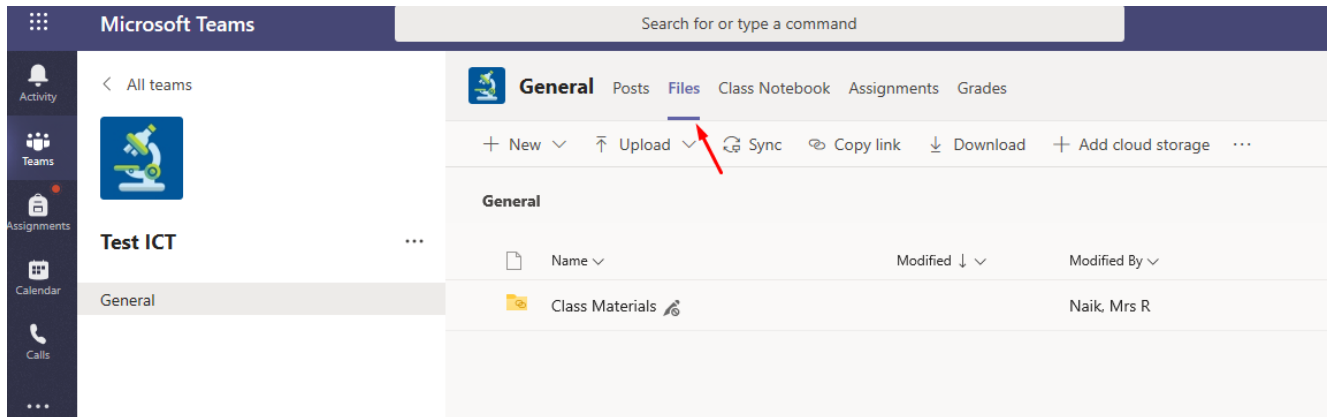 Microsoft Teams
Search for or type a command
Activity
Teams
Assignments
Calendar
Calls
All teams
Test ICT
General
General Posts Files Class Notebook Assignments Grades
New Upload Sync Copy link Download Add cloud storage
General
Name Modified Modified By
Class Materials Naik, Mrs R